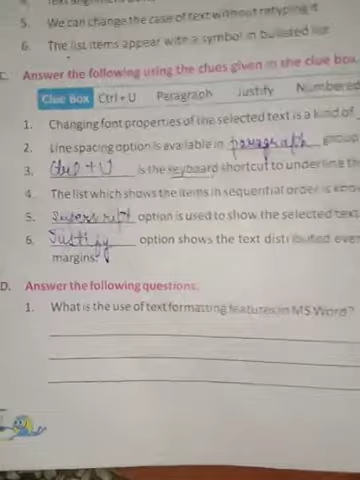 5. We can change the case of text without retyping it
6. The list items appear with a symbol in bulleted list
C. Answer the following using the clues given in the clue box.
Clue Box Ctrl + U Paragraph Justify Numbered
1. Changing font properties of the selected text is a kind of
2. Line spacing option is available in paragraph group
3. Ctrl + U is the keyboard shortcut to underline the
4. The list which shows the items in sequential order is
5. Superscript option is used to show the selected text
6. Justify option shows the text distributed
margins.
D. Answer the following questions.
1. What is the use of text formatting features in MS Word?